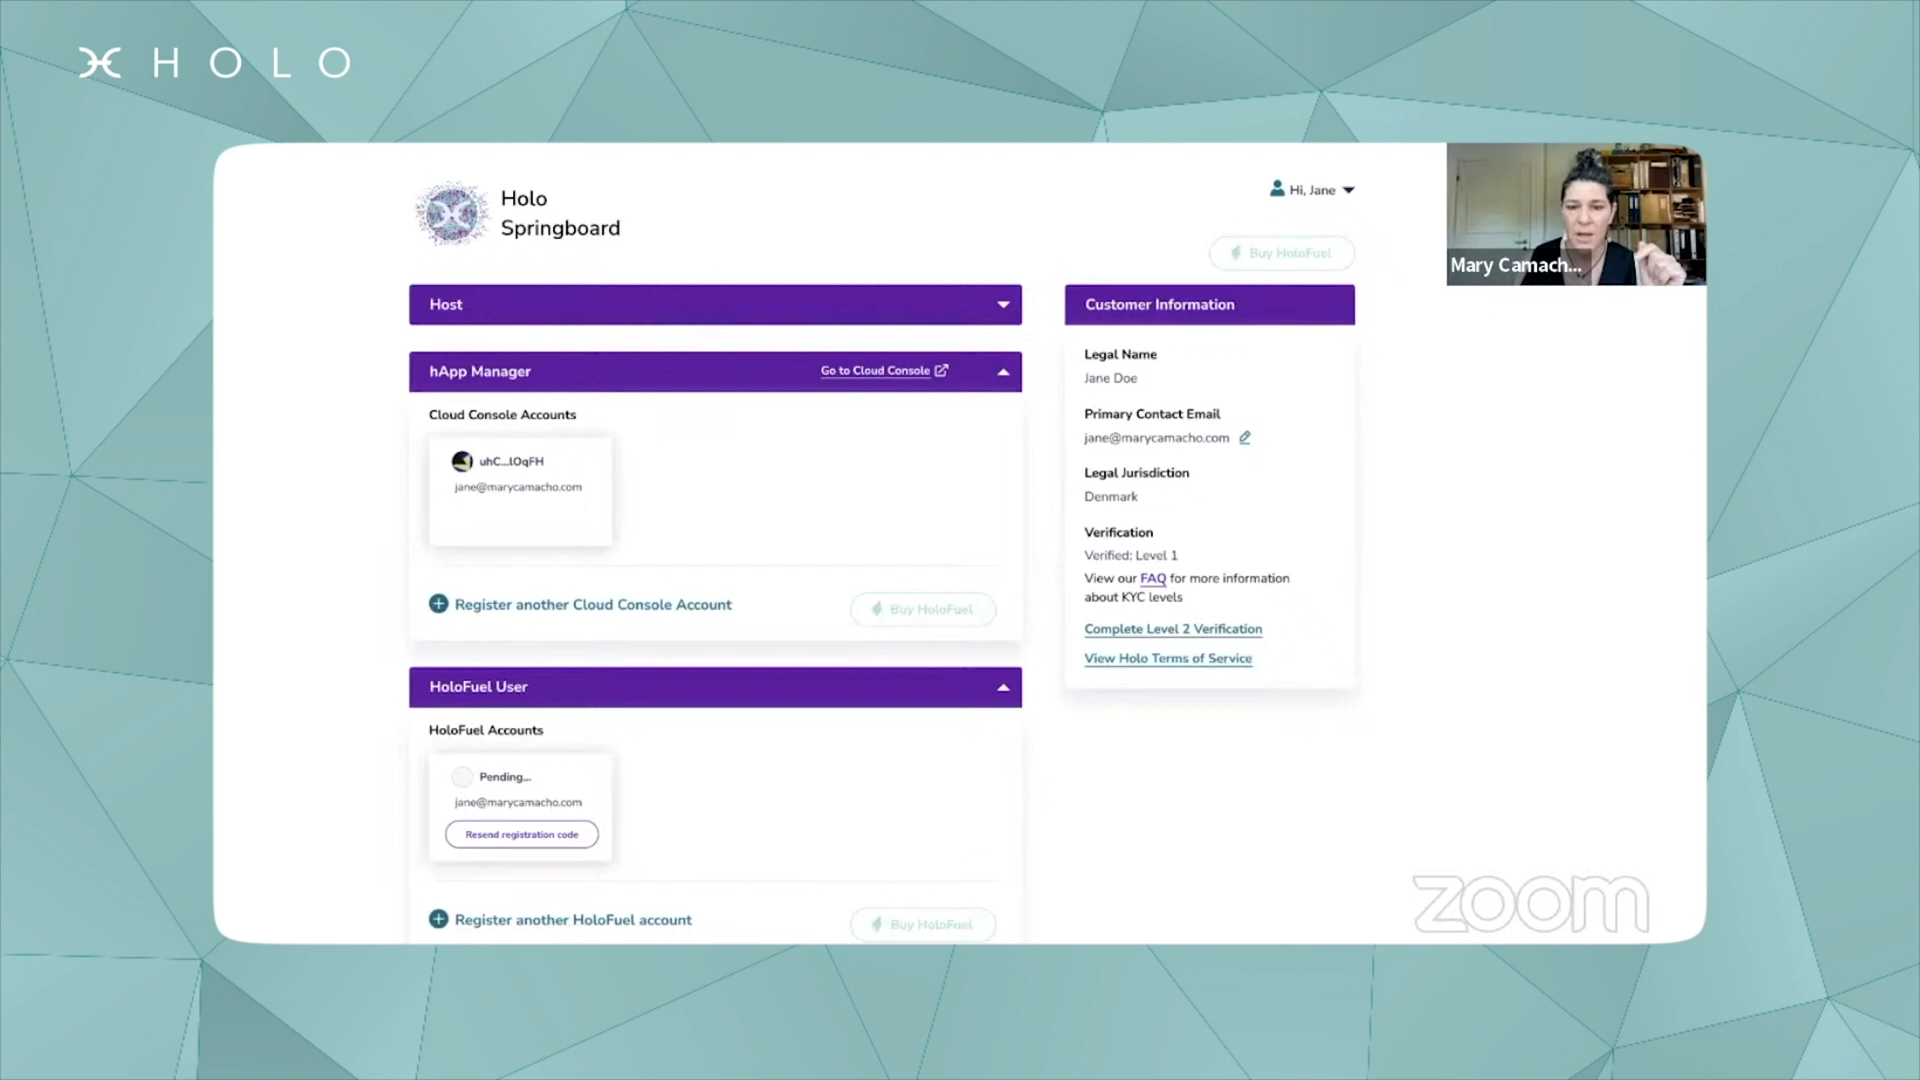 HOLO
Holo
Springboard
Hi, Jane
Buy HoloFuel
Mary Camach...
Host
hApp Manager
Go to Cloud Console
Cloud Console Accounts
uhC...lOqFH
jane@marycamacho.com
Register another Cloud Console Account
Buy HoloFuel
HoloFuel User
HoloFuel Accounts
Pending...
jane@marycamacho.com
Resend registration code
Register another HoloFuel account
Buy HoloFuel
Customer Information
Legal Name
Jane Doe
Primary Contact Email
jane@marycamacho.com
Legal Jurisdiction
Denmark
Verification
Verified: Level 1
View our FAQ for more information
about KYC levels
Complete Level 2 Verification
View Holo Terms of Service
zoom